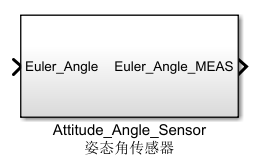 Euler_Angle Euler_Angle_MEAS
Attitude_Angle_Sensor
姿态角传感器